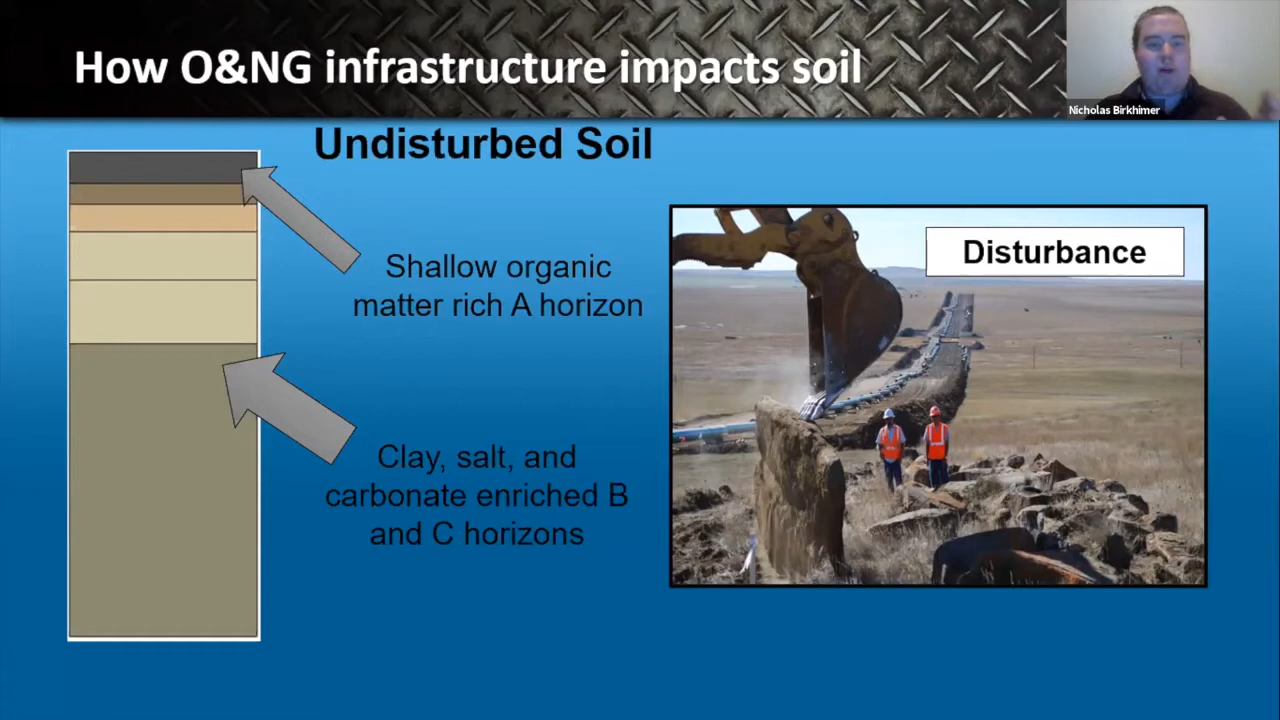 How O&NG infrastructure impacts soil
Nicholas Birkhimer
Undisturbed Soil
Shallow organic
matter rich A horizon
Clay, salt, and
carbonate enriched B
and C horizons
Disturbance